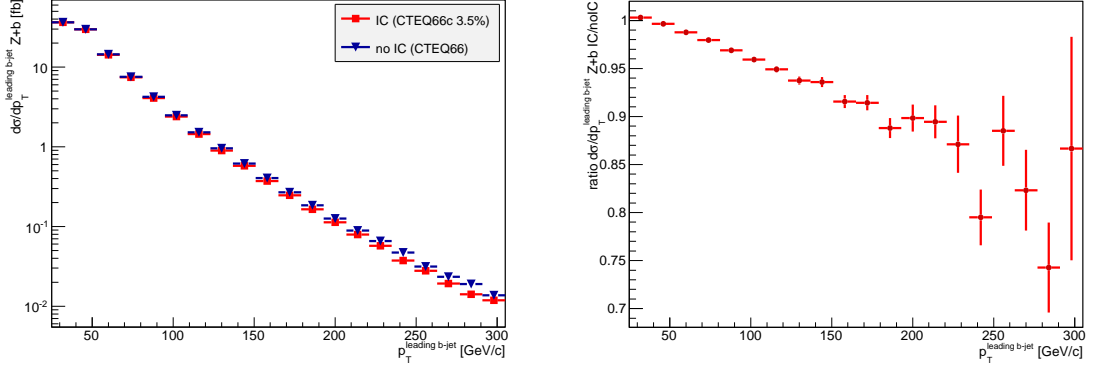 dσ/dp_T^leading b-jet Z+b [fb]
10
1
10^-1
10^-2
IC (CTEQ66c 3.5%)
no IC (CTEQ66)
50 100 150 200 250 300
p_T^leading b-jet [GeV/c]
ratio dσ/dp_T^leading b-jet Z+b IC/noIC
1
0.95
0.9
0.85
0.8
0.75
0.7
50 100 150 200 250 300
p_T^leading b-jet [GeV/c]